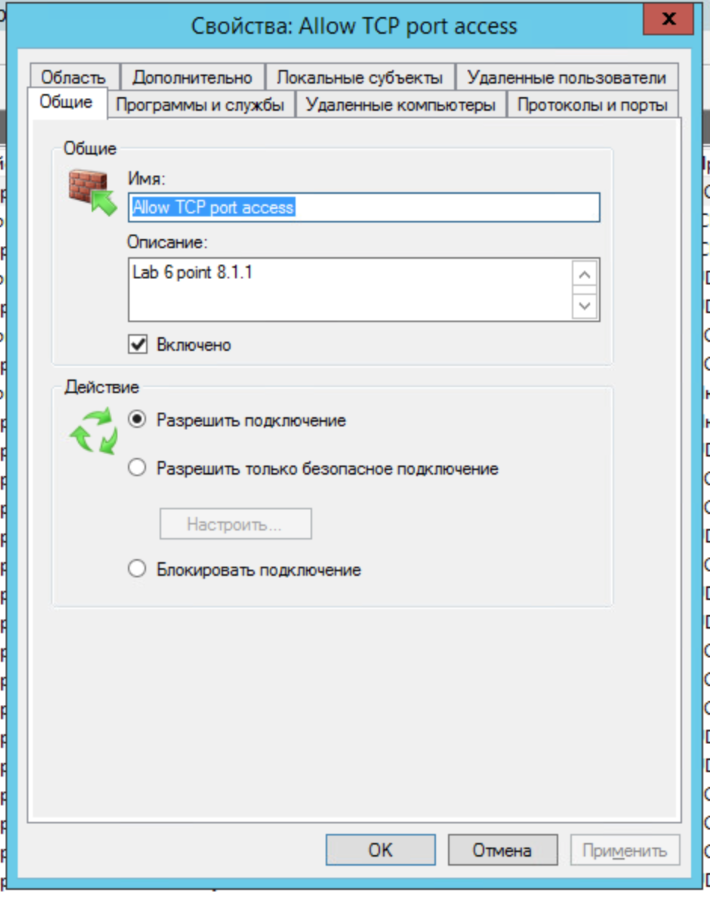 Свойства: Allow TCP port access
x
Область Дополнительно Локальные субъекты Удаленные пользователи
Общие Программы и службы Удаленные компьютеры Протоколы и порты
Общие
Имя:
Allow TCP port access
Описание:
Lab 6 point 8.1.1
Включено
Действие
Разрешить подключение
Разрешить только безопасное подключение
Настроить...
Блокировать подключение
OK Отмена Применить